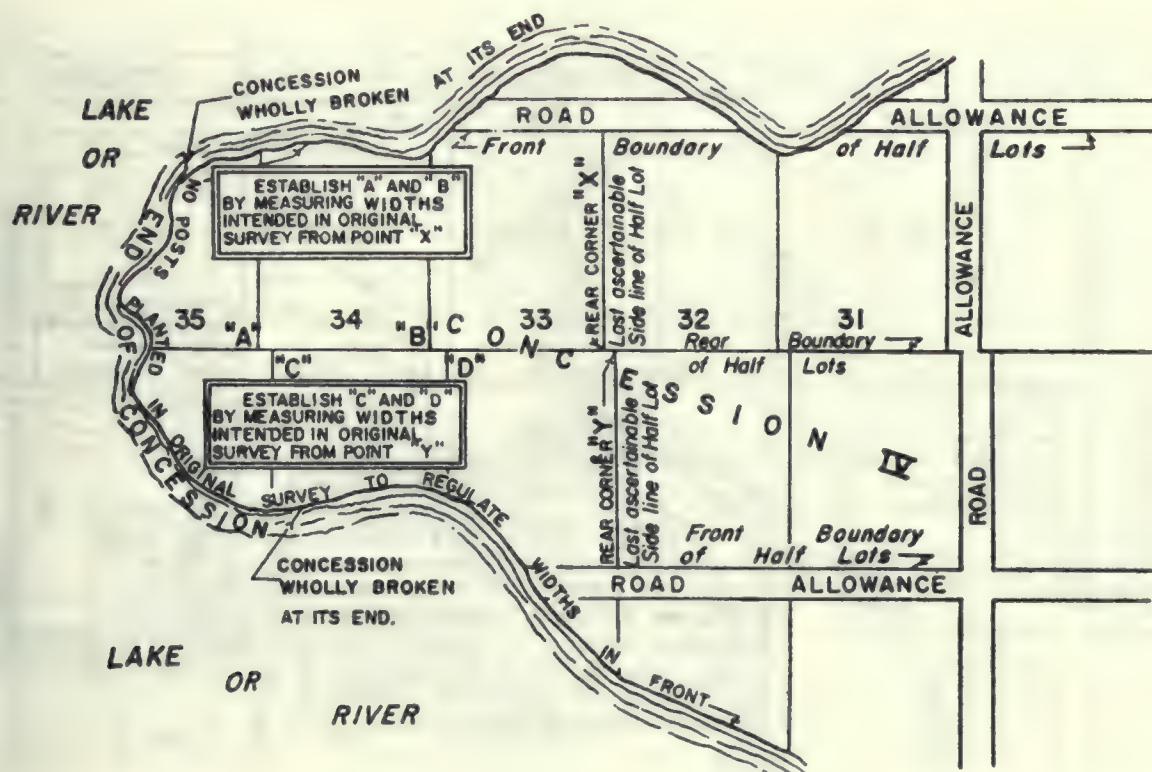 CONCESSION WHOLLY BROKEN AT ITS END
LAKE OR RIVER
ROAD ALLOWANCE
Front Boundary of Half Lots
ESTABLISH "A" AND "B"
BY MEASURING WIDTHS
INTENDED IN ORIGINAL
SURVEY FROM POINT "X"
REAR CORNER "X"
Last ascertainable
Side line of Half Lot
ALLOWANCE
35 "A" 34 "B" 33 32 31
CONCESSION IV
Rear Boundary
of Half Lots
"C" "D"
ESTABLISH "C" AND "D"
BY MEASURING WIDTHS
INTENDED IN ORIGINAL
SURVEY FROM POINT "Y"
REAR CORNER "Y"
Last ascertainable
Side line of Half Lot
ROAD
Front Boundary
of Half Lots
END OF CONCESSION
NO POSTS PLANTED IN ORIGINAL SURVEY TO REGULATE WIDTHS IN FRONT
CONCESSION
WHOLLY BROKEN
AT ITS END.
ROAD ALLOWANCE
LAKE
OR
RIVER